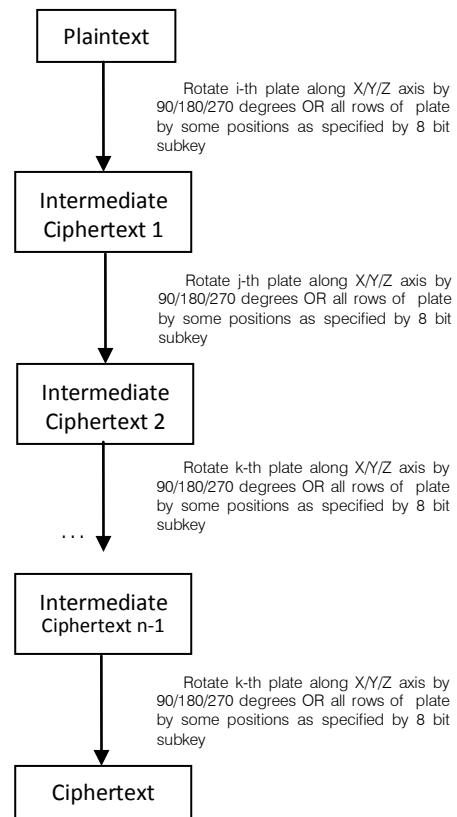 Plaintext
Rotate i-th plate along X/Y/Z axis by
90/180/270 degrees OR all rows of plate
by some positions as specified by 8 bit
subkey
Intermediate
Ciphertext 1
Rotate j-th plate along X/Y/Z axis by
90/180/270 degrees OR all rows of plate
by some positions as specified by 8 bit
subkey
Intermediate
Ciphertext 2
Rotate k-th plate along X/Y/Z axis by
90/180/270 degrees OR all rows of plate
by some positions as specified by 8 bit
subkey
...
Intermediate
Ciphertext n-1
Rotate k-th plate along X/Y/Z axis by
90/180/270 degrees OR all rows of plate
by some positions as specified by 8 bit
subkey
Ciphertext